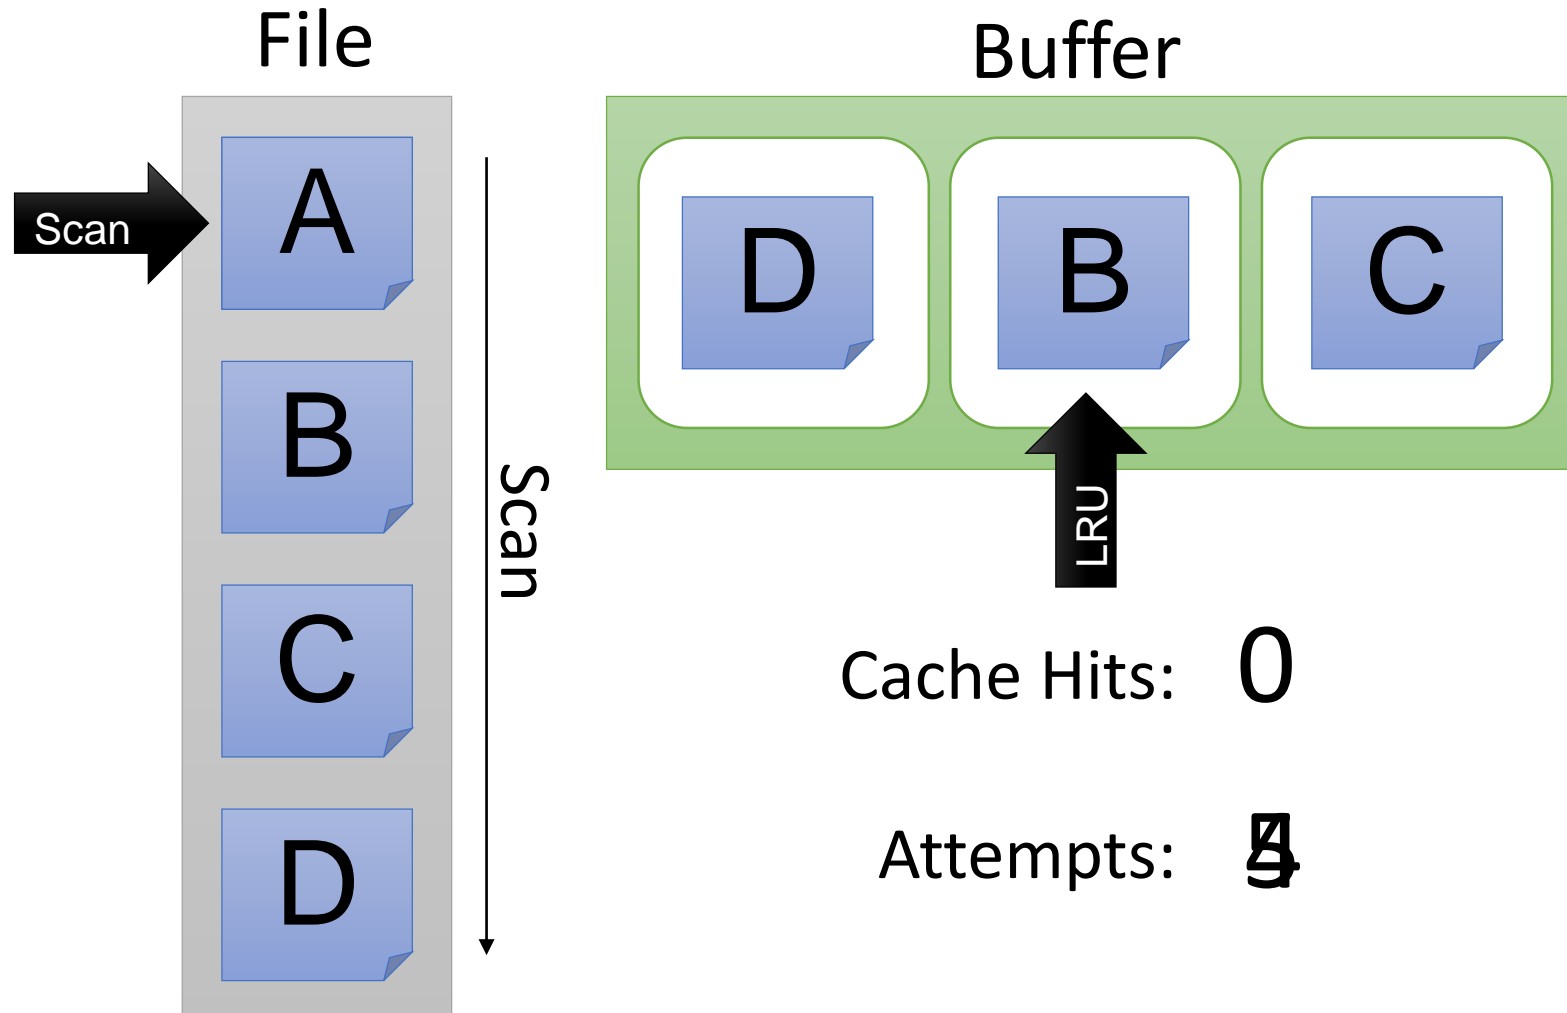 File
Buffer
Scan
A
B
C
D
Scan
D
B
C
LRU
Cache Hits: 0
Attempts: